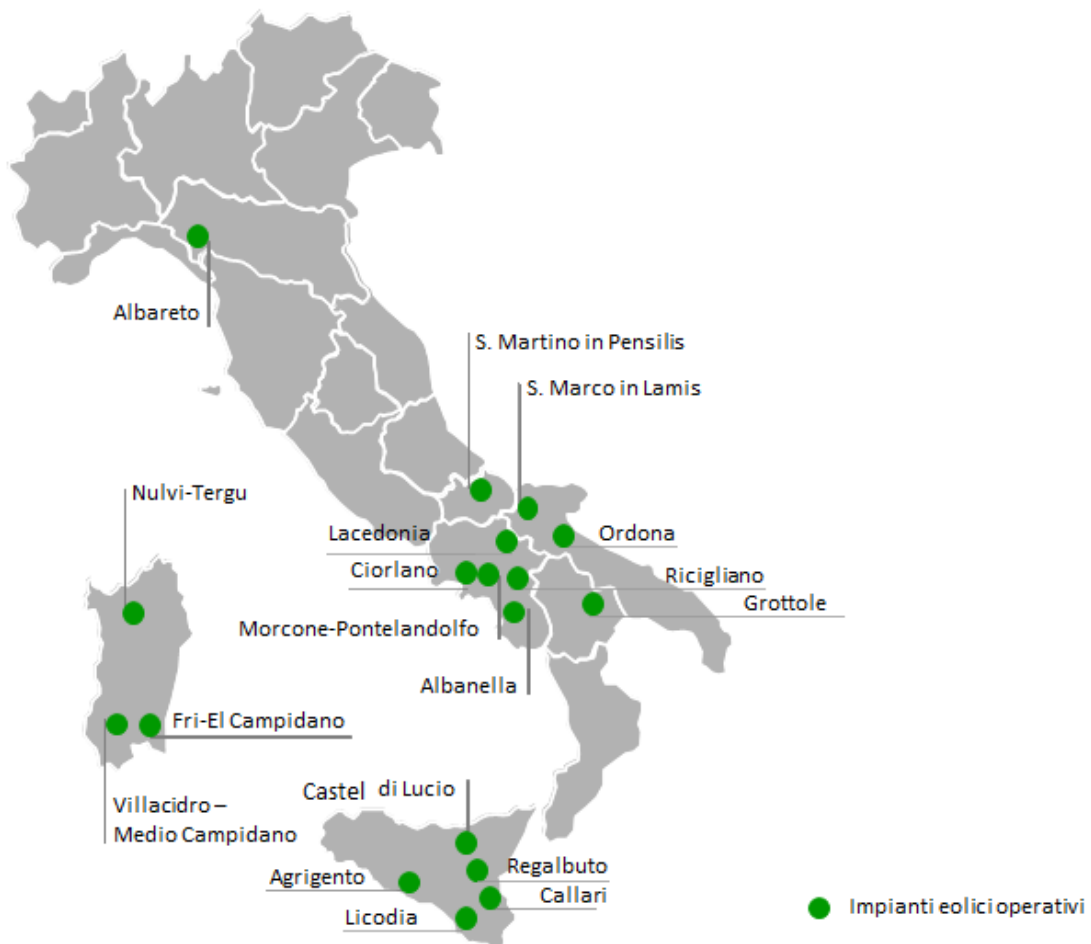 Albareto
S. Martino in Pensilis
S. Marco in Lamis
Nulvi-Tergu
Lacedonia
Ordona
Ciorlano
Ricigliano
Grottole
Morcone-Pontelandolfo
Albanella
Fri-El Campidano
Castel di Lucio
Villacidro –
Medio Campidano
Regalbuto
Agrigento
Callari
Licodia
Impianti eolici operativi